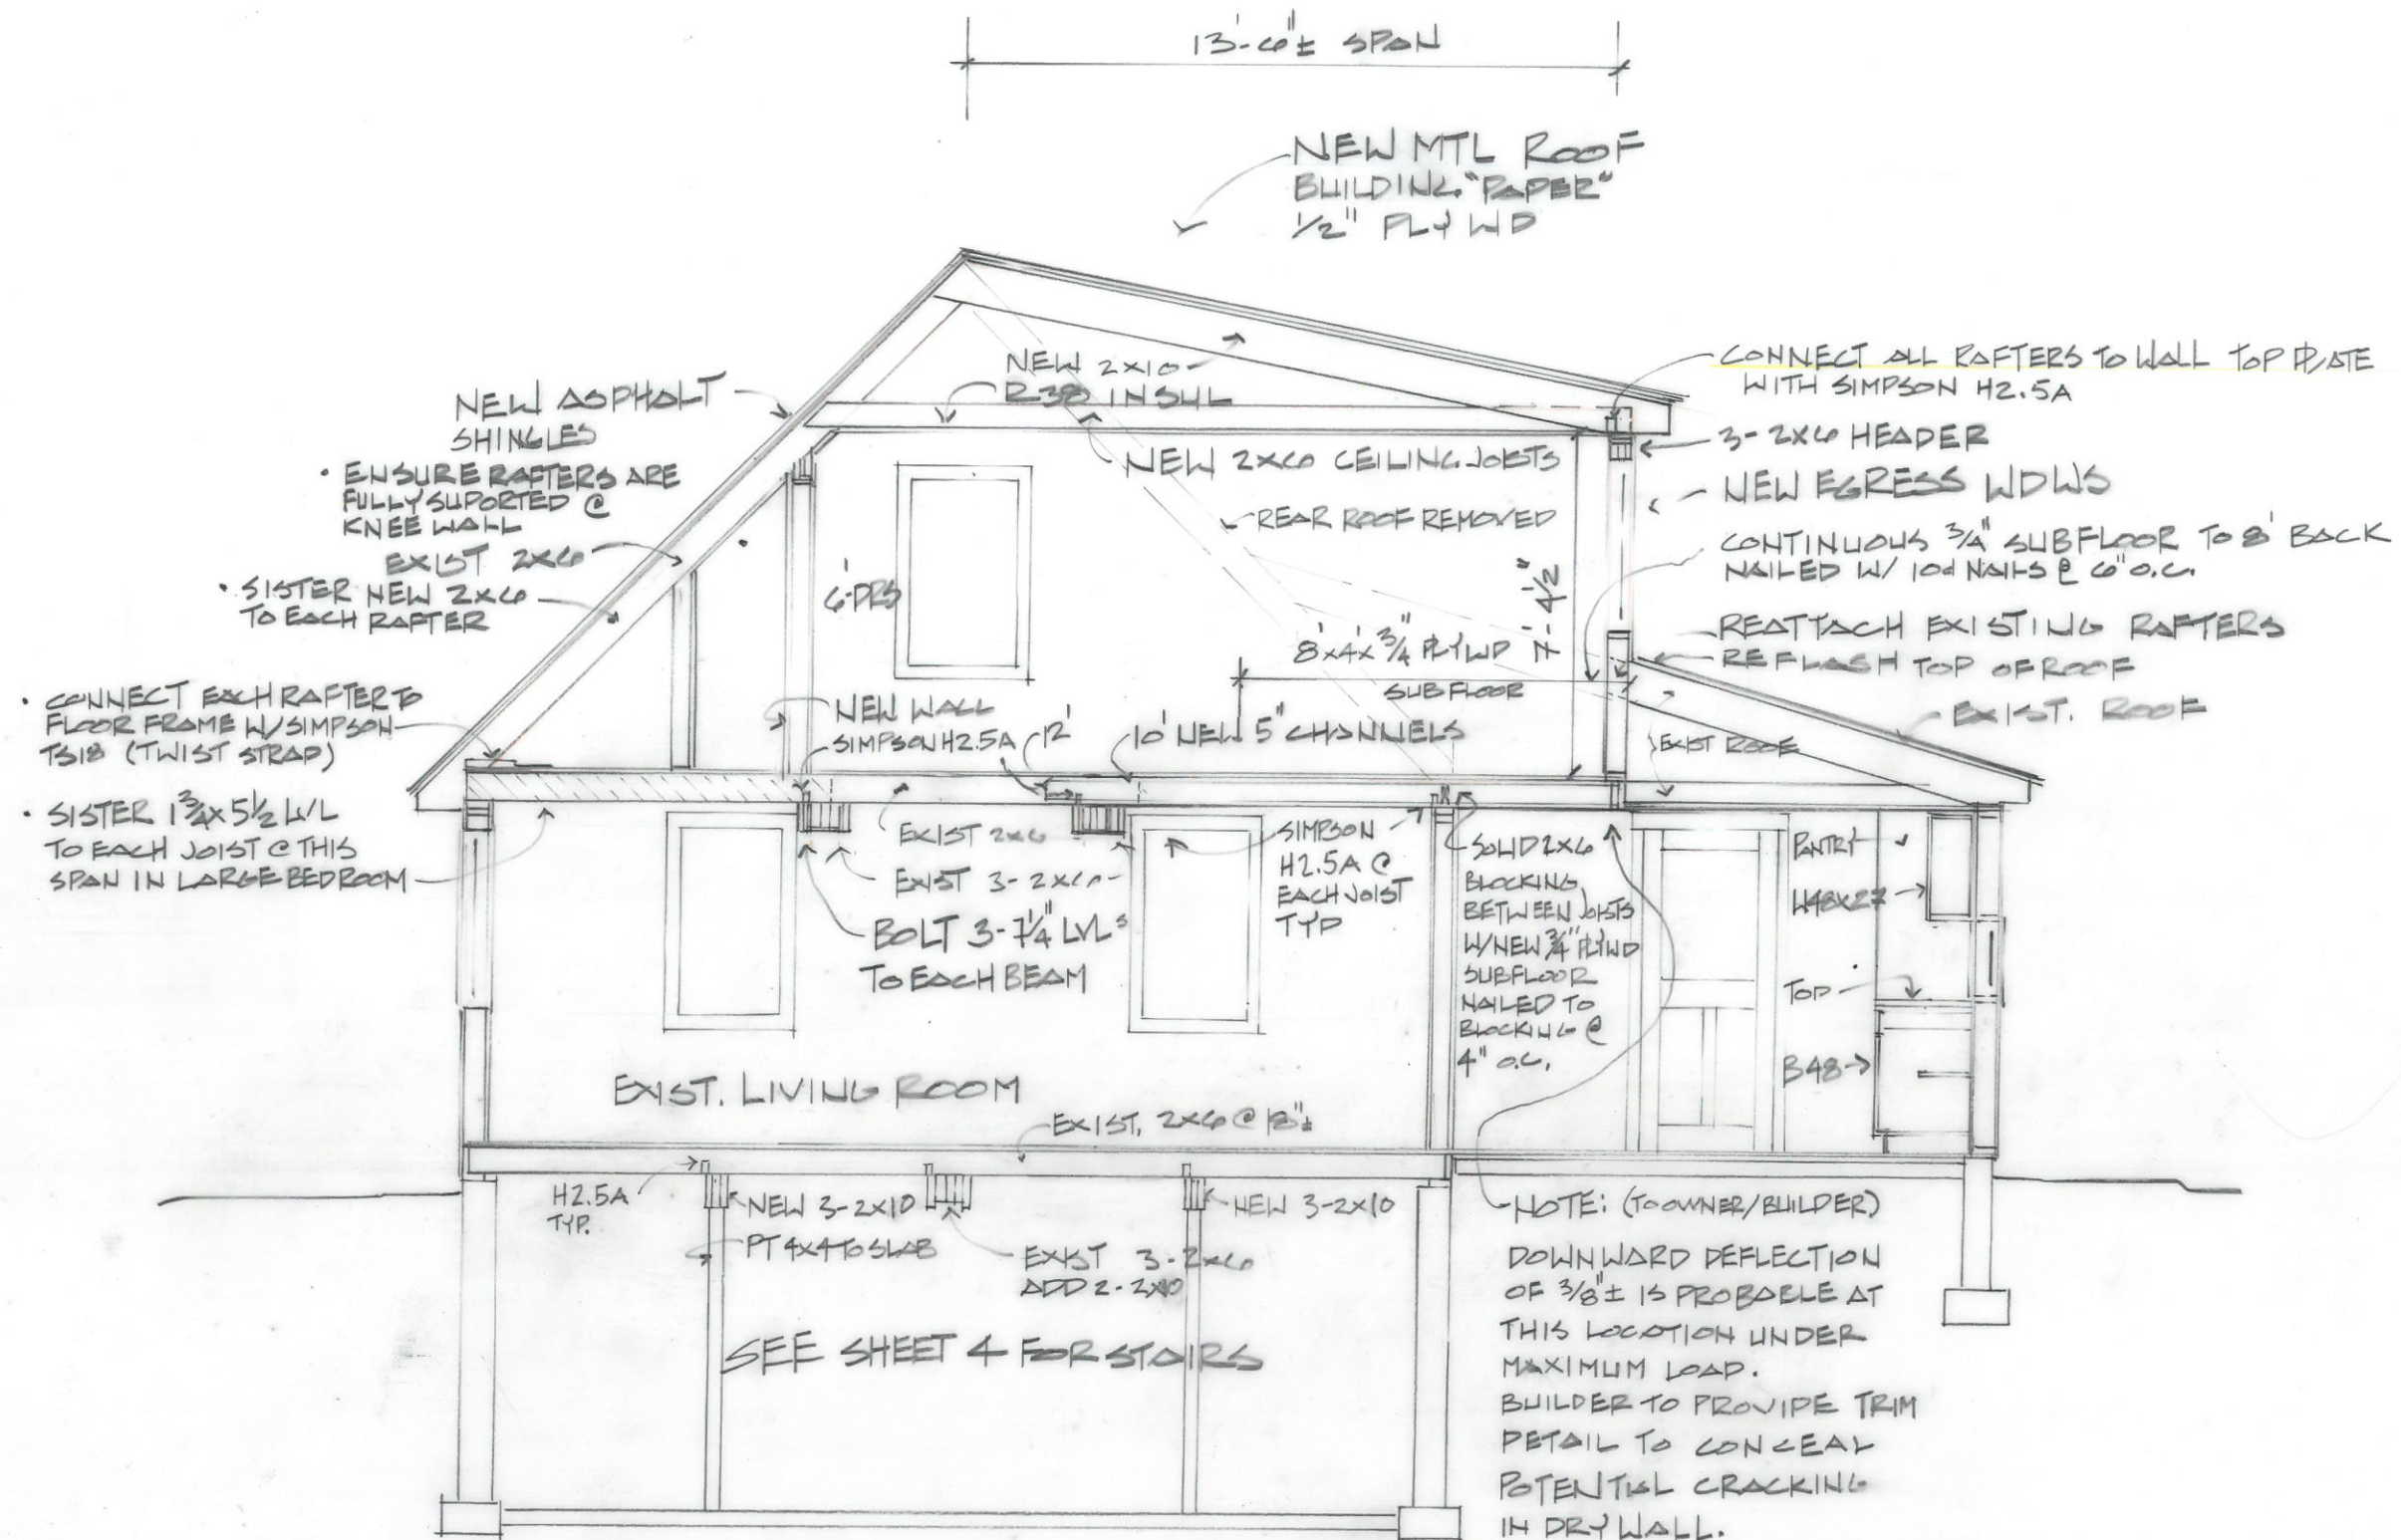 13'-6"± SPAN
NEW MTL ROOF
BUILDING "PAPER"
1/2" PLYWD
NEW 2x10
R38 INSUL
NEW ASPHALT
SHINGLES
• ENSURE RAFTERS ARE
FULLY SUPORTED @
KNEE WALL
EXIST 2x6
• SISTER NEW 2x6
TO EACH RAFTER
• CONNECT EACH RAFTER TO
FLOOR FRAME W/SIMPSON
TS18 (TWIST STRAP)
• SISTER 1 3/4 x 5 1/2 LVL
TO EACH JOIST @ THIS
SPAN IN LARGE BEDROOM
NEW 2x6 CEILING JOISTS
REAR ROOF REMOVED
6' DRS
7'-4 1/2"
8'x4'x 3/4" PLYWD
SUBFLOOR
NEW WALL
SIMPSON H2.5A
12'
10' NEW 5" CHANNELS
CONNECT ALL RAFTERS TO WALL TOP PLATE
WITH SIMPSON H2.5A
3-2x6 HEADER
NEW EGRESS WDWS
CONTINUOUS 3/4" SUBFLOOR TO 8' BACK
NAILED W/ 10d NAILS @ 6" O.C.
REATTACH EXISTING RAFTERS
REFLASH TOP OF ROOF
EXIST. ROOF
EXIST ROOF
EXIST 2x6
EXIST 3-2x6
BOLT 3-7 1/4" LVLs
TO EACH BEAM
SIMPSON
H2.5A @
EACH JOIST
TYP
SOLID 2x6
BLOCKING
BETWEEN JOISTS
W/NEW 3/4" PLYWD
SUBFLOOR
NAILED TO
BLOCKING @
4" O.C.
PANTRY
W48x27
TOP
B48
EXIST. LIVING ROOM
EXIST. 2x6 @ 18"±
H2.5A
TYP.
NEW 3-2x10
PT 4x4 TO SLAB
EXIST 3-2x6
ADD 2-2x10
NEW 3-2x10
SEE SHEET 4 FOR STAIRS
NOTE: (TO OWNER/BUILDER)
DOWNWARD DEFLECTION
OF 3/8"± IS PROBABLE AT
THIS LOCATION UNDER
MAXIMUM LOAD.
BUILDER TO PROVIDE TRIM
DETAIL TO CONCEAL
POTENTIAL CRACKING
IN DRYWALL.